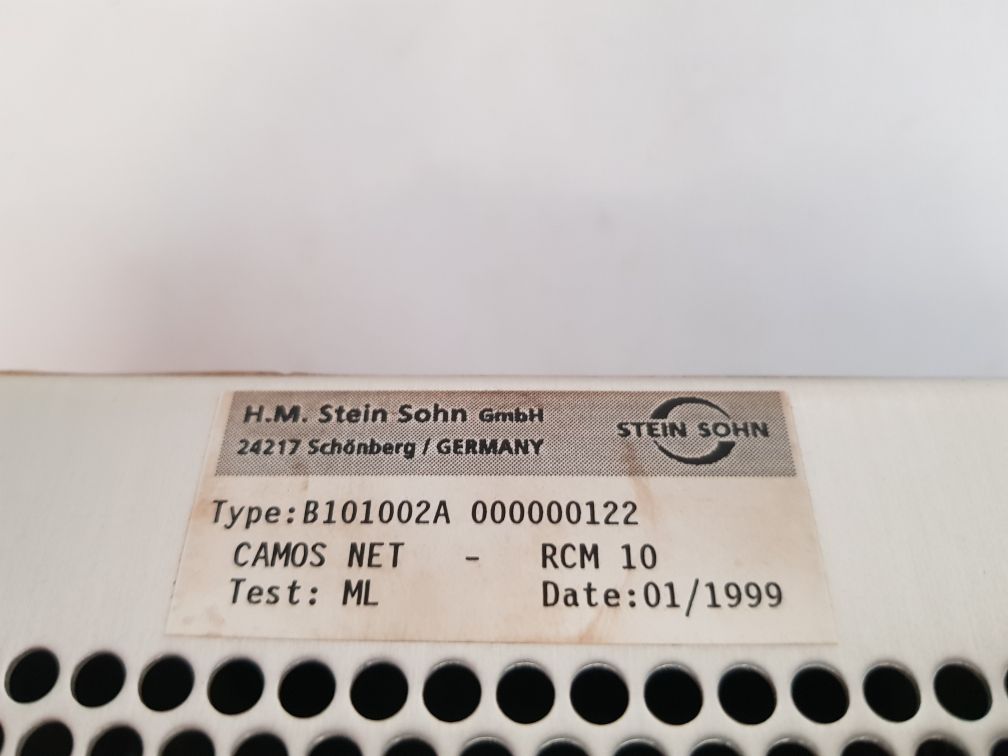 H.M. Stein Sohn GmbH
24217 Schönberg / GERMANY
STEIN SOHN
Type:B101002A 000000122
CAMOS NET - RCM 10
Test: ML Date:01/1999